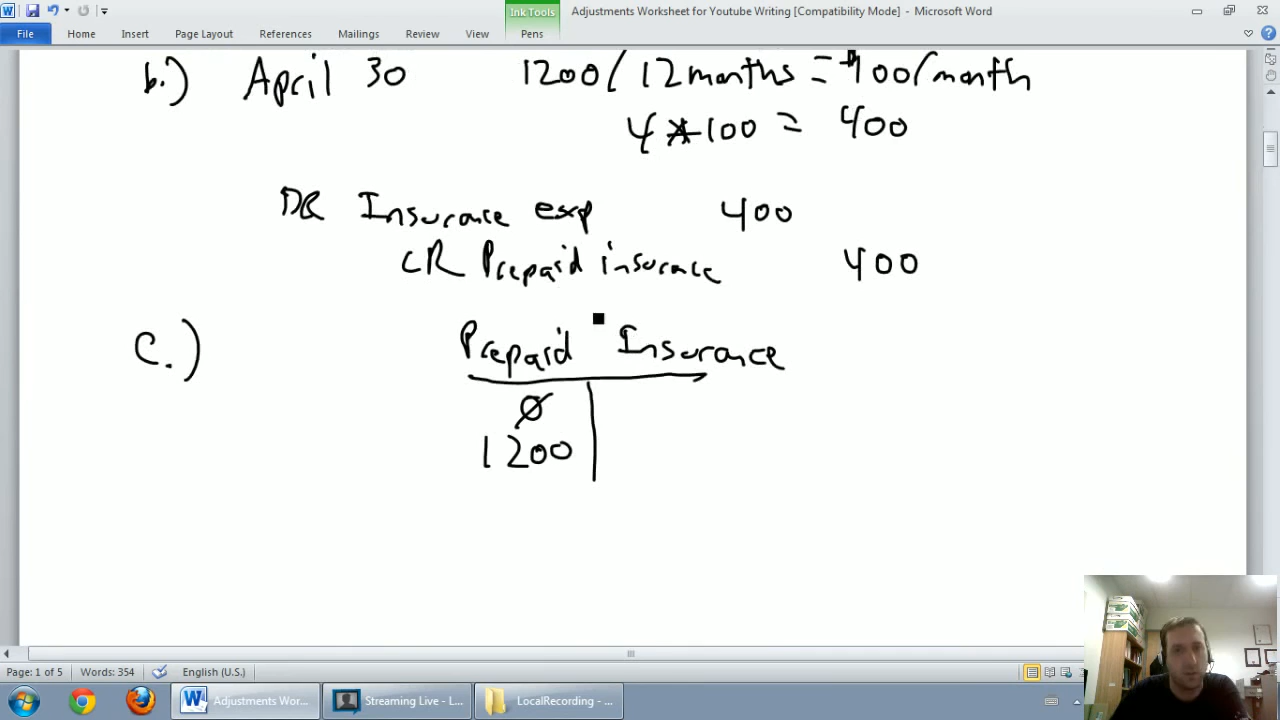 Ink Tools
Adjustments Worksheet for Youtube Writing [Compatibility Mode] - Microsoft Word
File Home Insert Page Layout References Mailings Review View Pens
b.) April 30 1200/12months = $100/month
4*100 = 400
DR Insurance exp 400
CR Prepaid insurance 400
C.) Prepaid Insurance
0
1200
Page: 1 of 5 Words: 354 English (U.S.)
Adjustments Wor... Streaming Live - L... LocalRecording - ...